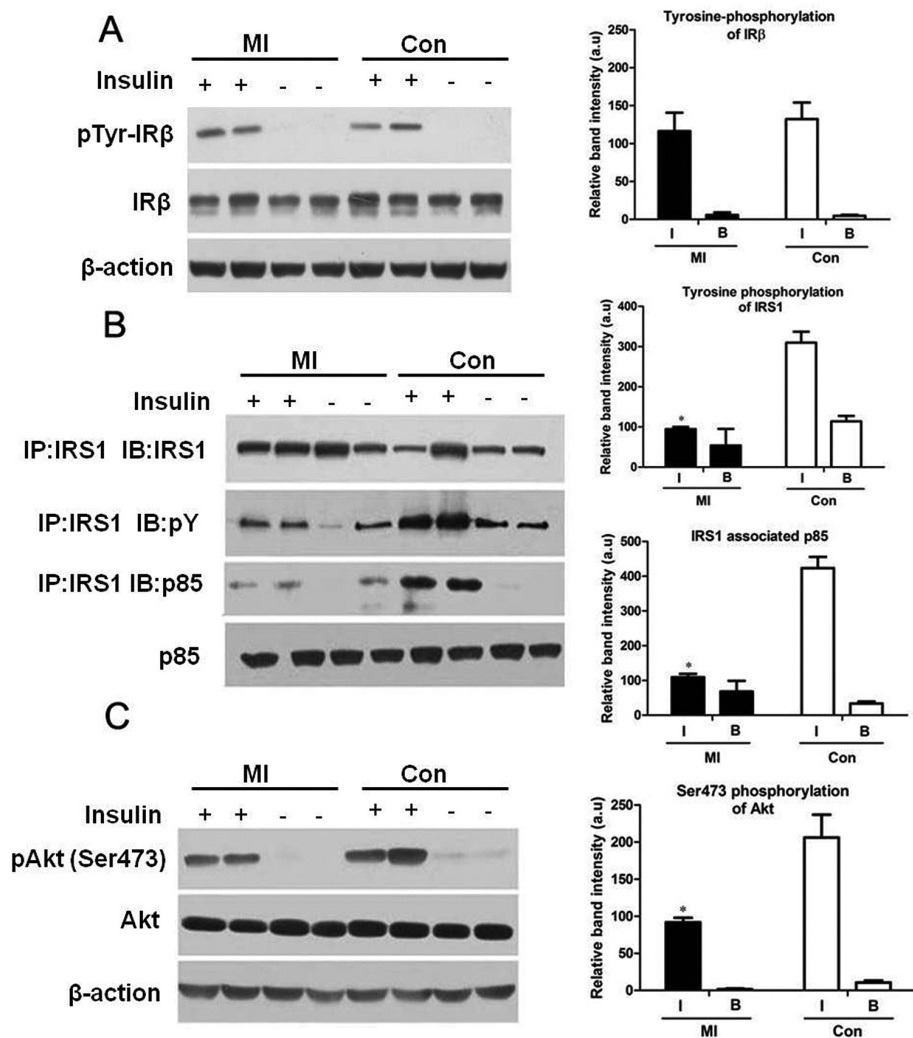 A
MI Con
Insulin + + - - + + - -
pTyr-IRβ
IRβ
β-action
Tyrosine-phosphorylation
of IRβ
Relative band intensity (a.u)
200
150
100
50
0
I B I B
MI Con
B
MI Con
Insulin + + - - + + - -
IP:IRS1 IB:IRS1
IP:IRS1 IB:pY
IP:IRS1 IB:p85
p85
Tyrosine phosphorylation
of IRS1
Relative band intensity (a.u)
400
300
200
100
0
*
I B I B
MI Con
IRS1 associated p85
Relative band intensity (a.u)
500
400
300
200
100
0
*
I B I B
MI Con
C
MI Con
Insulin + + - - + + - -
pAkt (Ser473)
Akt
β-action
Ser473 phosphorylation
of Akt
Relative band intensity (a.u)
250
200
150
100
50
0
*
I B I B
MI Con